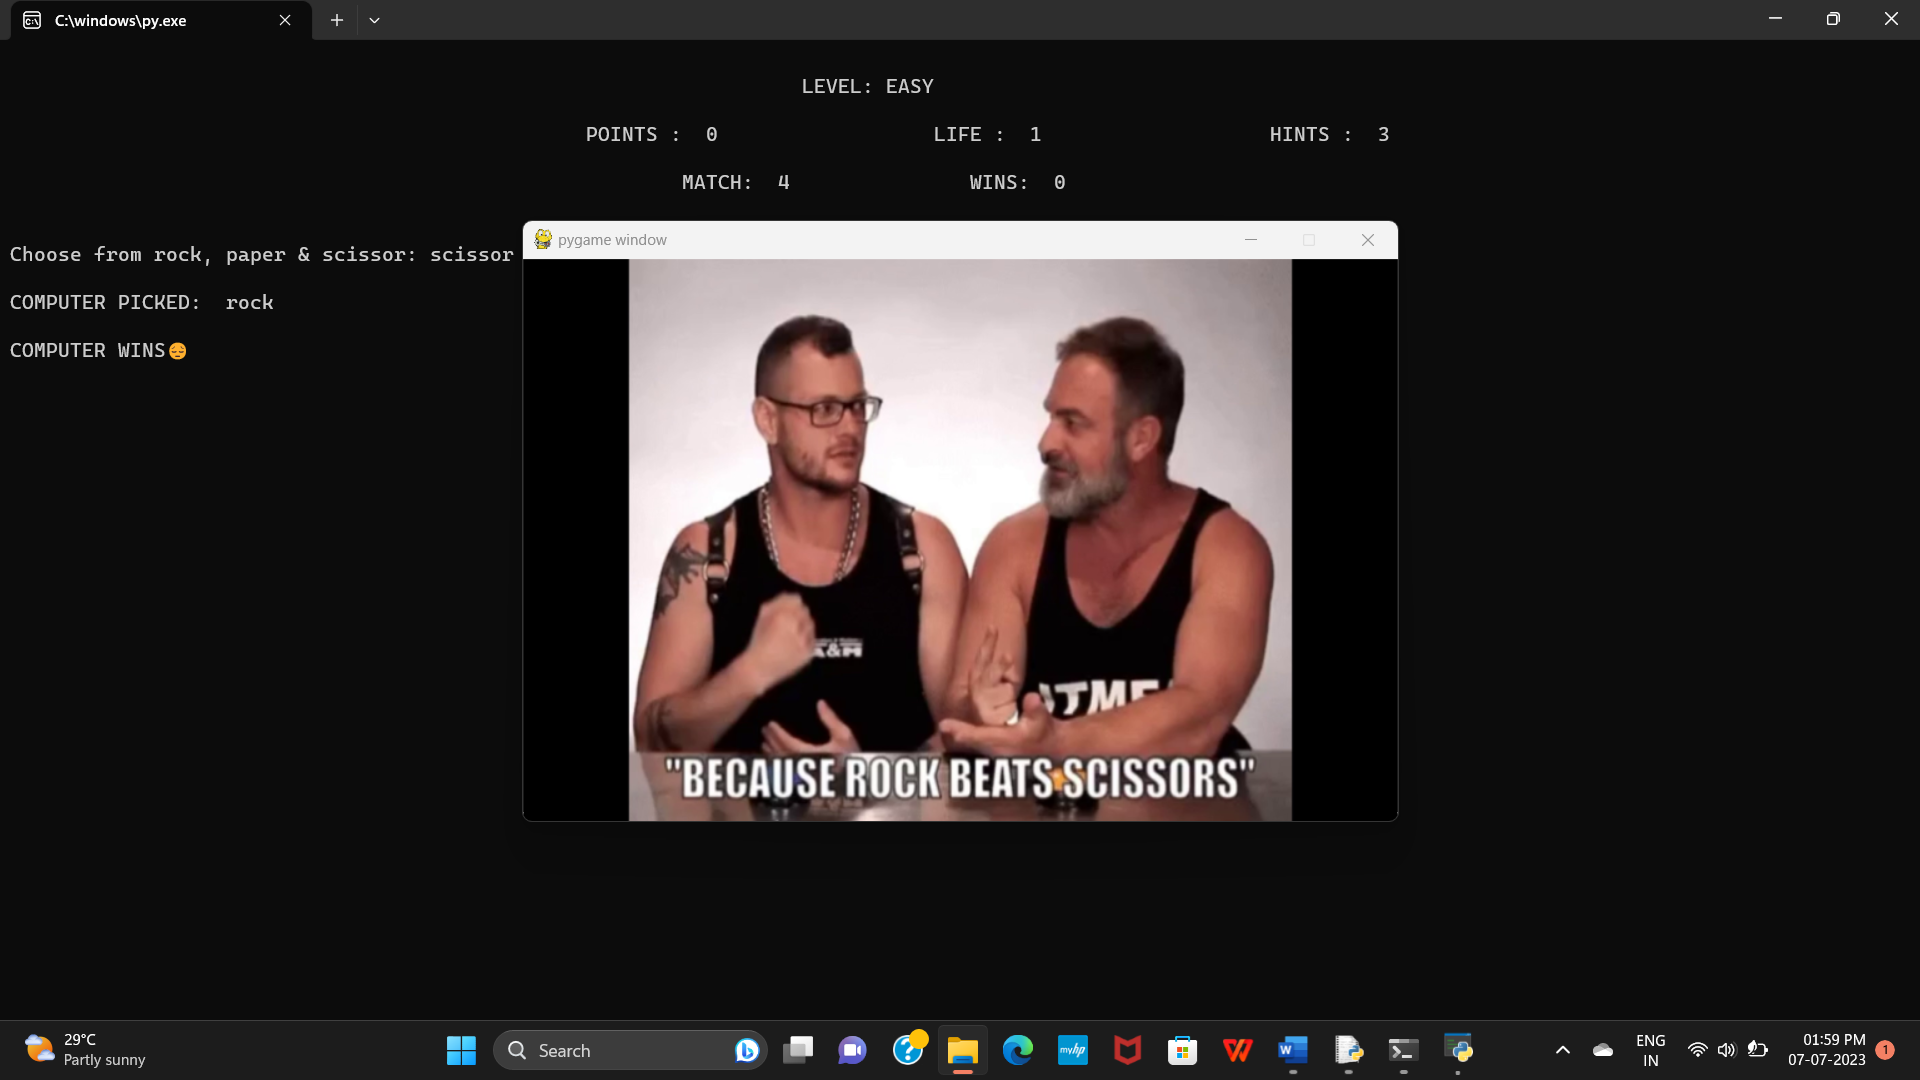 C:\windows\py.exe
LEVEL: EASY
POINTS : 0 LIFE : 1 HINTS : 3
MATCH: 4 WINS: 0
Choose from rock, paper & scissor: scissor
COMPUTER PICKED: rock
COMPUTER WINS😔
pygame window
A&M
"BECAUSE ROCK BEATS SCISSORS"
29°C
Partly sunny
Search
myhp
W
ENG
IN
01:59 PM
07-07-2023
1